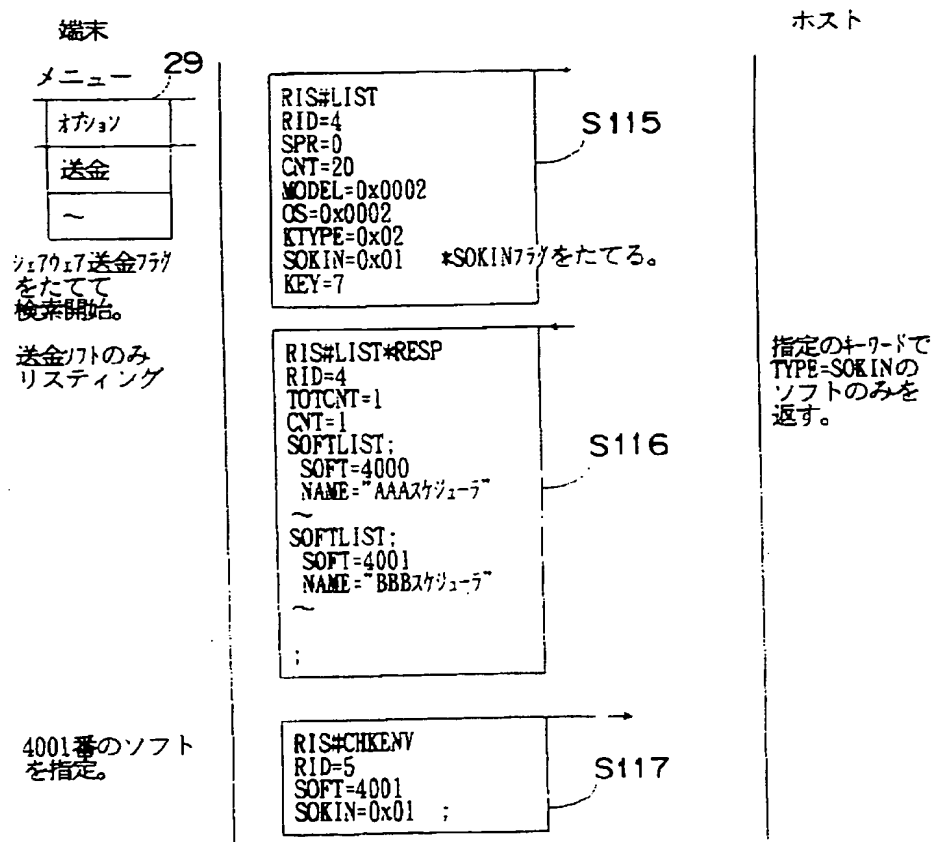 端末
ホスト
メニュー
29
オプション
送金
~
シェアウェア送金フラグ
をたてて
検索開始。
RIS#LIST
RID=4
SPR=0
CNT=20
MODEL=0x0002
OS=0x0002
KTYPE=0x02
SOKIN=0x01 *SOKINフラグをたてる。
KEY=7
S115
送金ソフトのみ
リスティング
RIS#LIST*RESP
RID=4
TOTCNT=1
CNT=1
SOFTLIST;
SOFT=4000
NAME="AAAスケジューラ"
~
SOFTLIST;
SOFT=4001
NAME="BBBスケジューラ"
~
;
S116
指定のキーワードで
TYPE=SOKINの
ソフトのみを
返す。
4001番のソフト
を指定。
RIS#CHKENV
RID=5
SOFT=4001
SOKIN=0x01 ;
S117